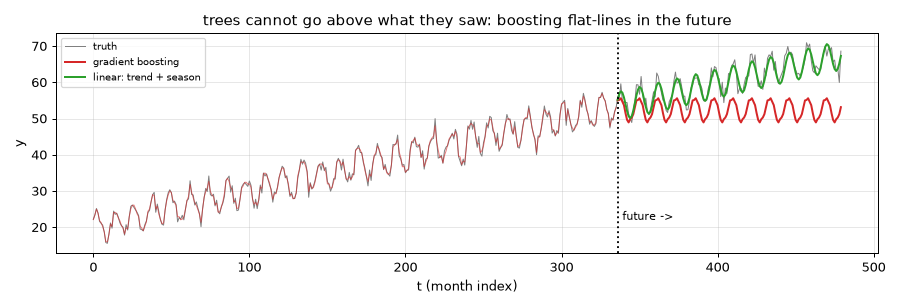 trees cannot go above what they saw: boosting flat-lines in the future
truth
gradient boosting
linear: trend + season
y
70
60
50
40
30
20
future ->
0
100
200
300
400
500
t (month index)